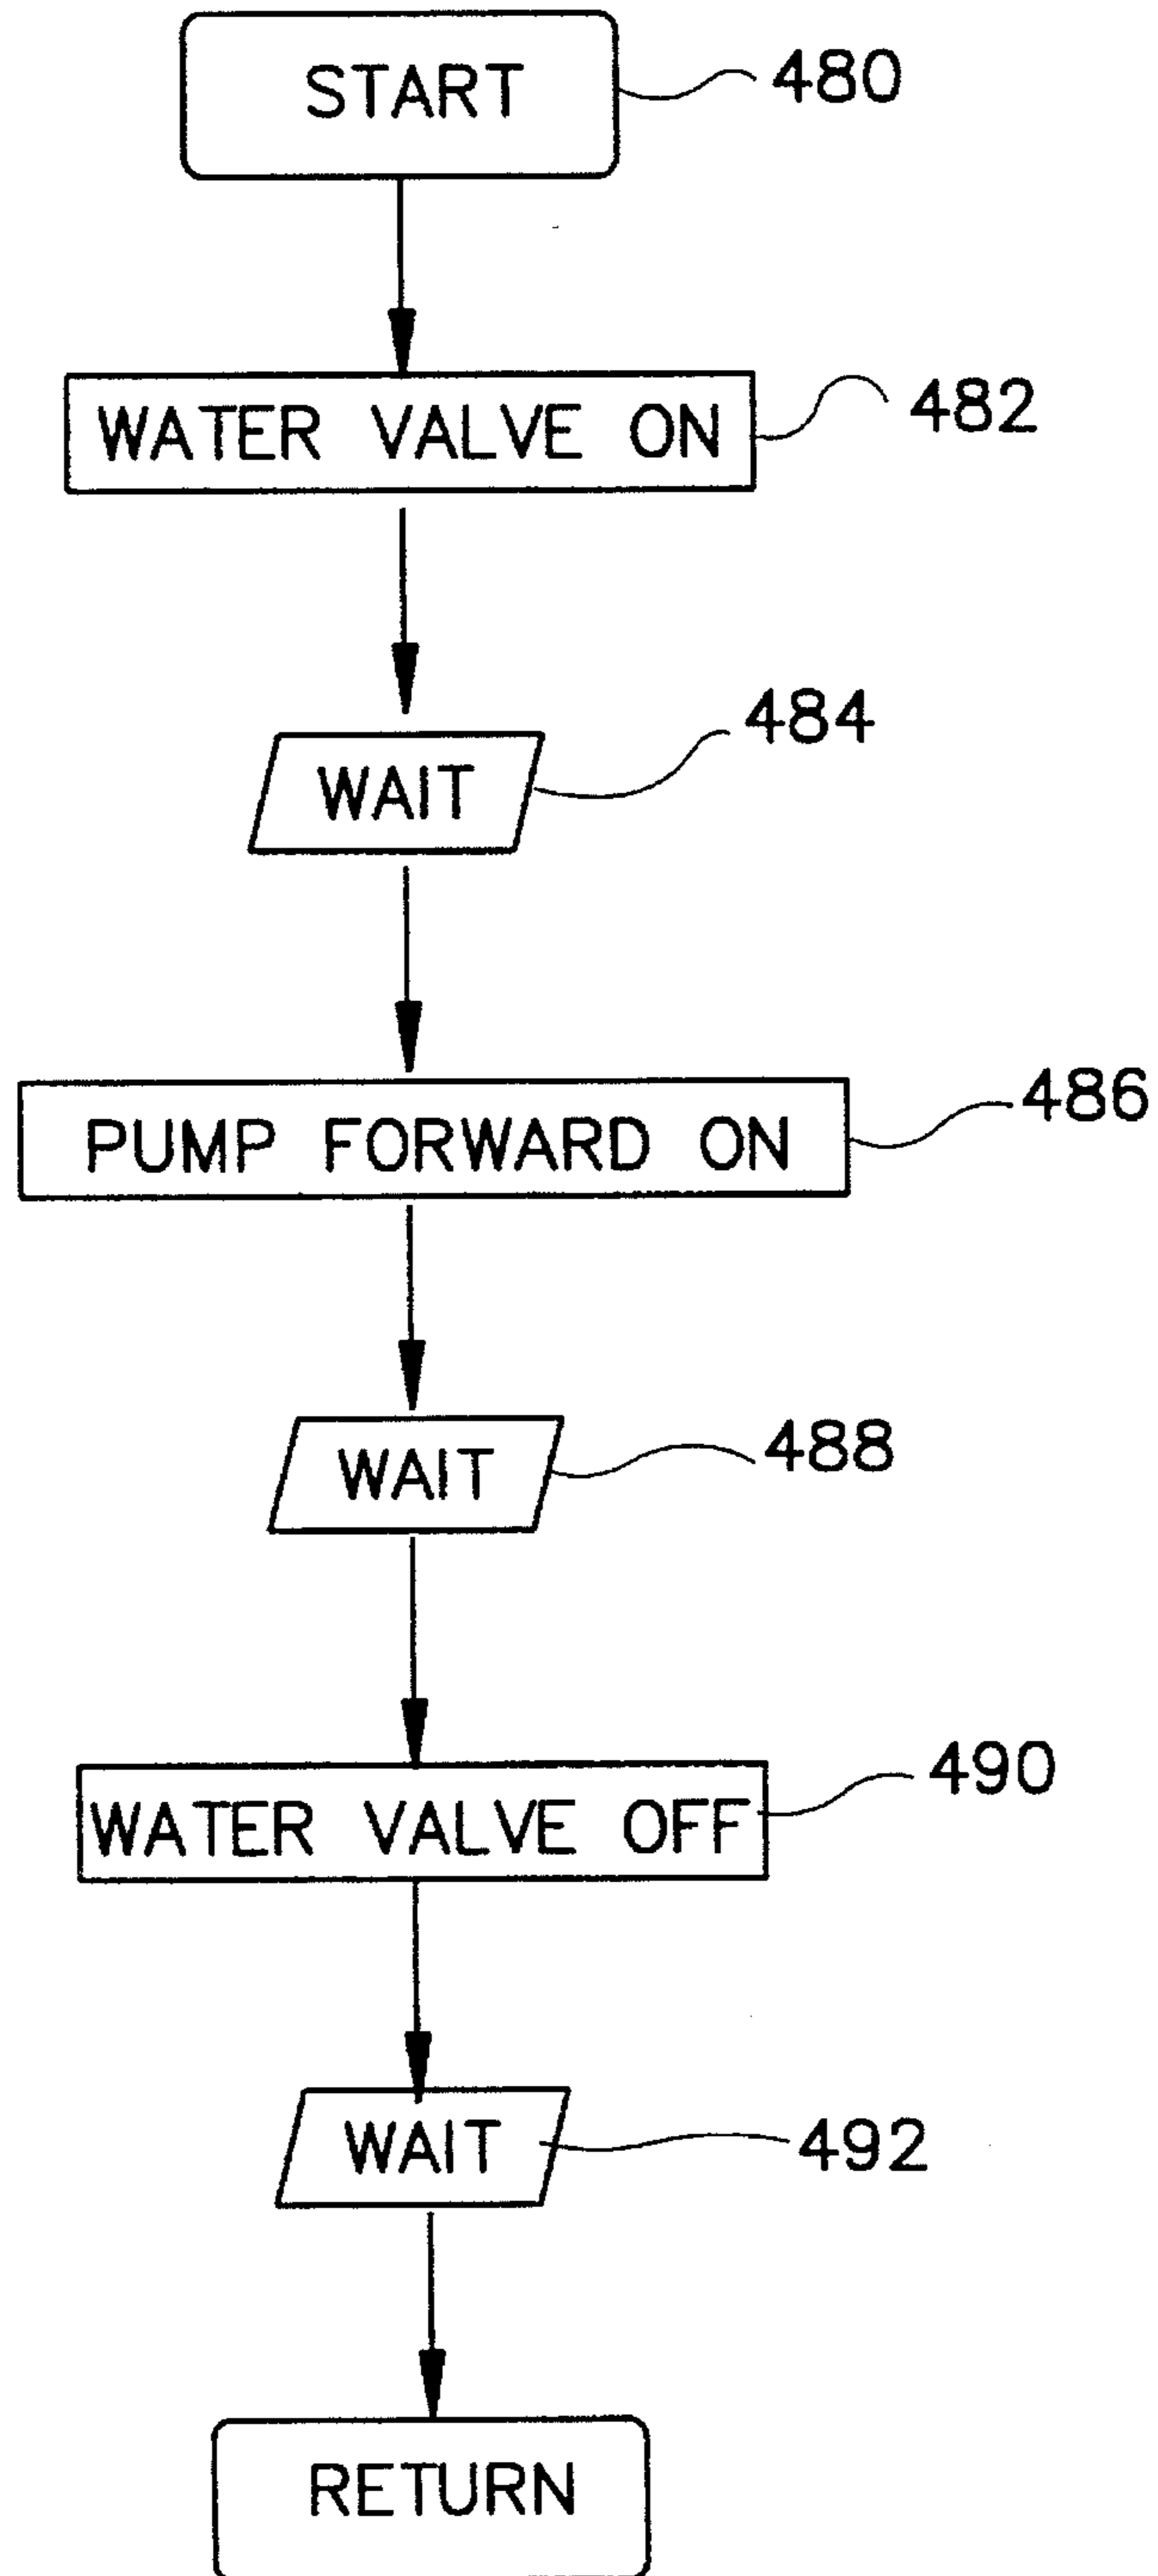 START
480
WATER VALVE ON
482
WAIT
484
PUMP FORWARD ON
486
WAIT
488
WATER VALVE OFF
490
WAIT
492
RETURN